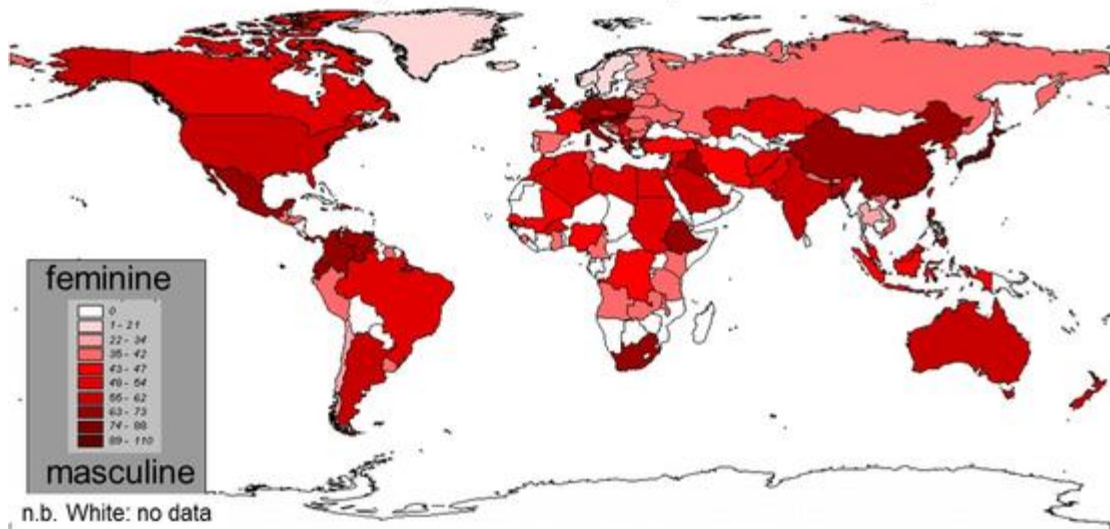 feminine
0
1 - 21
22 - 34
35 - 42
43 - 47
48 - 54
55 - 62
63 - 73
74 - 88
89 - 110
masculine
n.b. White: no data